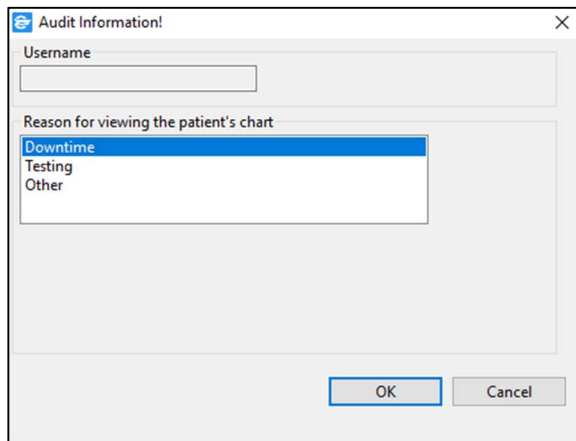 Audit Information!
Username
Reason for viewing the patient's chart
Downtime
Testing
Other
OK
Cancel